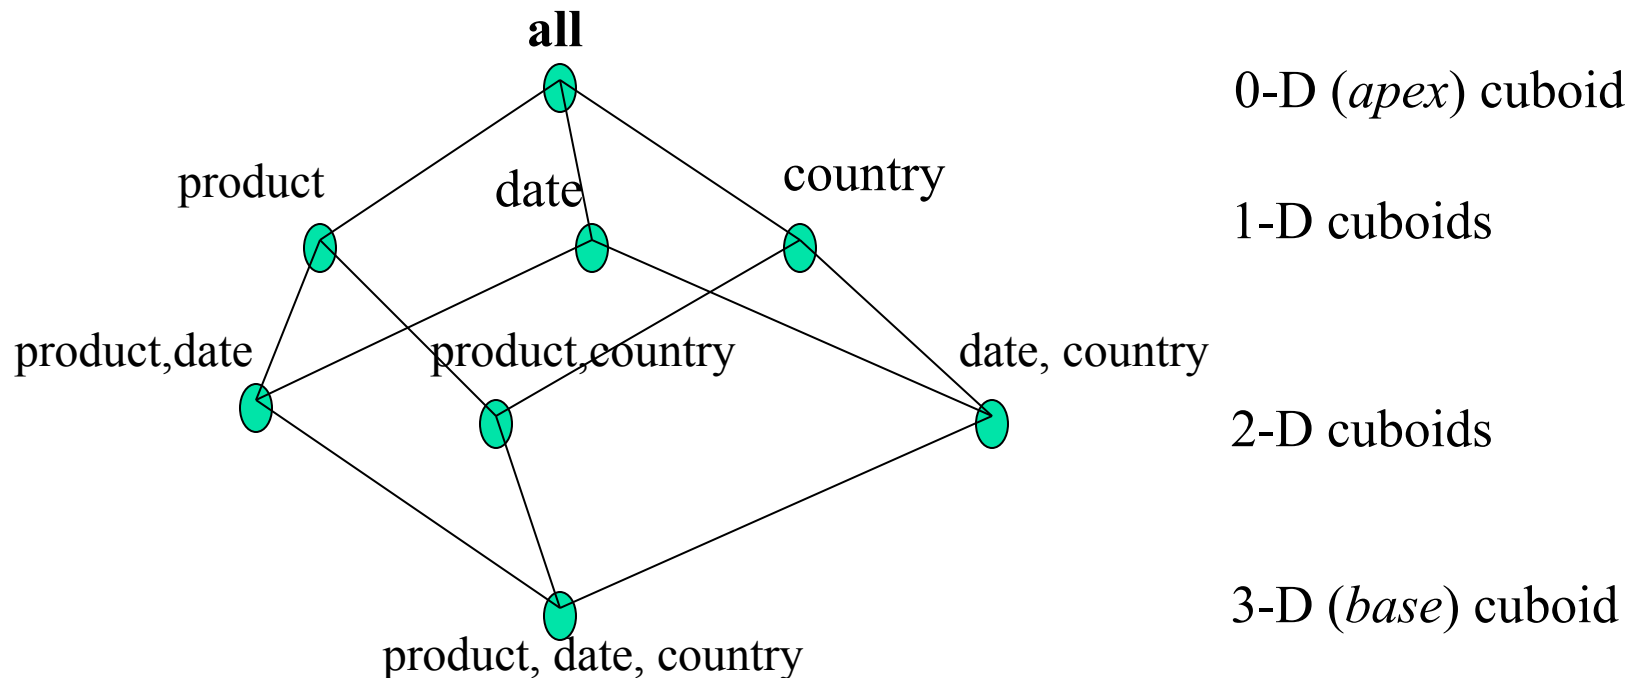 all
0-D (apex) cuboid
product
date
country
1-D cuboids
product,date
product,country
date, country
2-D cuboids
3-D (base) cuboid
product, date, country